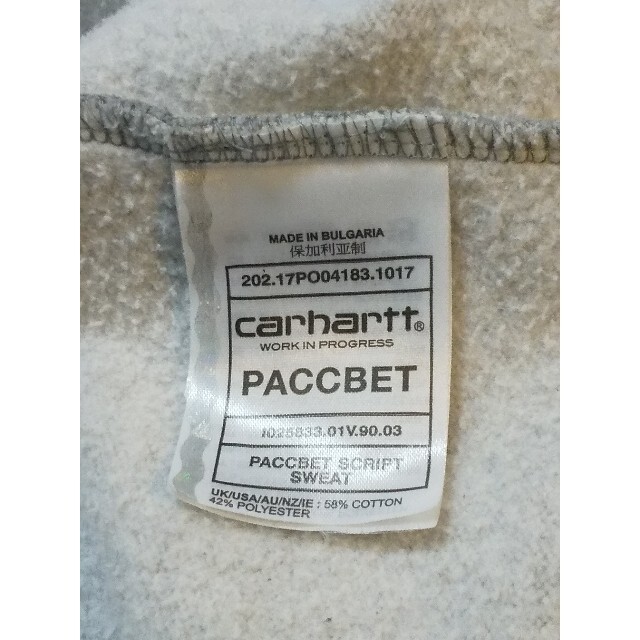 MADE IN BULGARIA
保加利亚制
202.17PO04183.1017
carhartt®
WORK IN PROGRESS
PACCBET
I025833.01V.90.03
PACCBET SCRIPT
SWEAT
UK/USA/AU/NZ/IE : 58% COTTON
42% POLYESTER